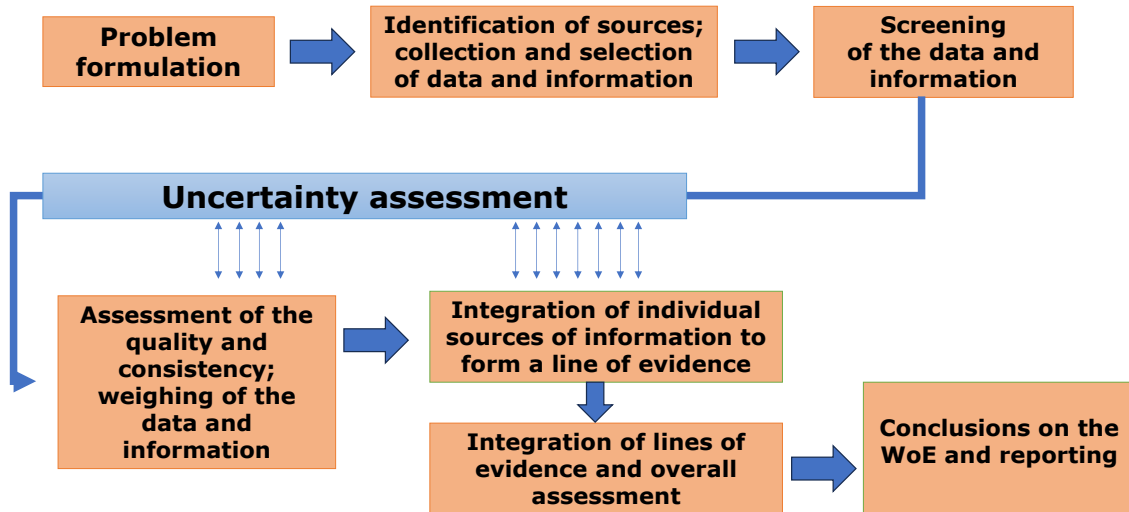 Problem
formulation
Identification of sources;
collection and selection
of data and information
Screening
of the data and
information
Uncertainty assessment
Assessment of the
quality and
consistency;
weighing of the
data and
information
Integration of individual
sources of information to
form a line of evidence
Integration of lines of
evidence and overall
assessment
Conclusions on the
WoE and reporting